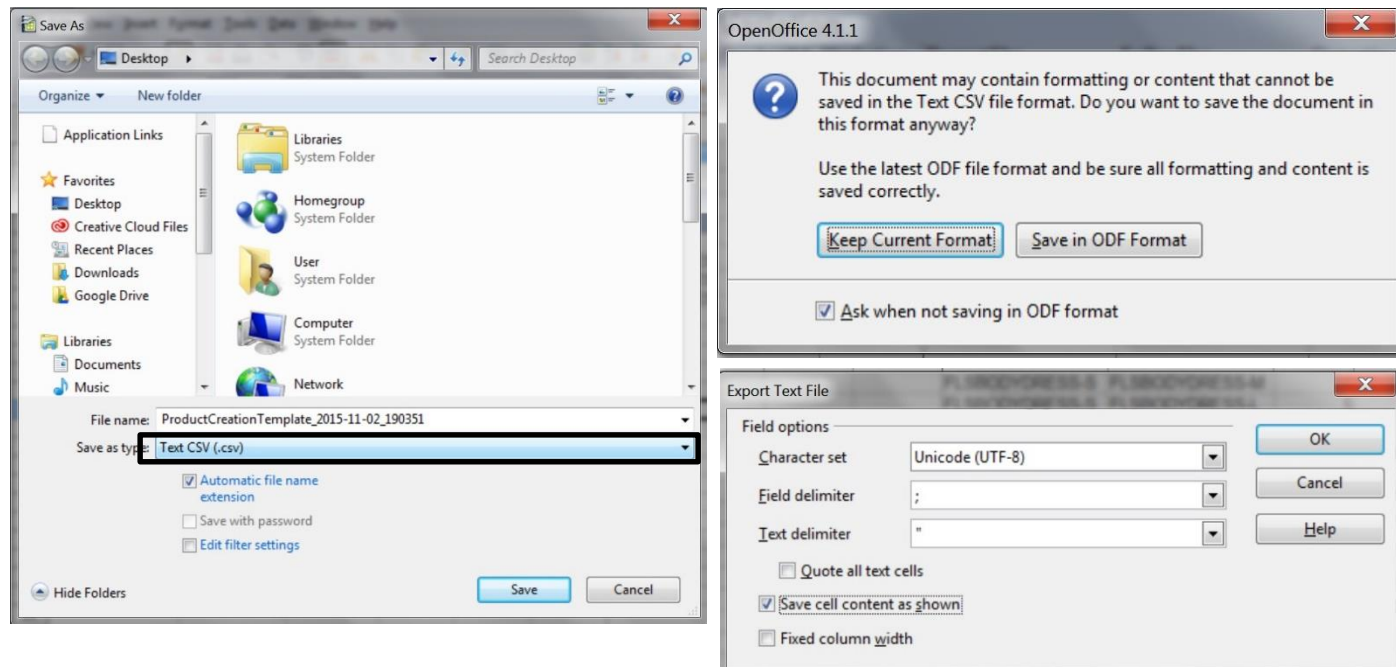 Save As
Desktop
Search Desktop
Organize
New folder
Application Links
Favorites
Desktop
Creative Cloud Files
Recent Places
Downloads
Google Drive
Libraries
Documents
Music
Libraries
System Folder
Homegroup
System Folder
User
System Folder
Computer
System Folder
Network
File name: ProductCreationTemplate_2015-11-02_190351
Save as type: Text CSV (.csv)
Automatic file name
extension
Save with password
Edit filter settings
Hide Folders
Save
Cancel
OpenOffice 4.1.1
This document may contain formatting or content that cannot be
saved in the Text CSV file format. Do you want to save the document in
this format anyway?
Use the latest ODF file format and be sure all formatting and content is
saved correctly.
Keep Current Format
Save in ODF Format
Ask when not saving in ODF format
Export Text File
Field options
Character set
Unicode (UTF-8)
Field delimiter
;
Text delimiter
"
Quote all text cells
Save cell content as shown
Fixed column width
OK
Cancel
Help